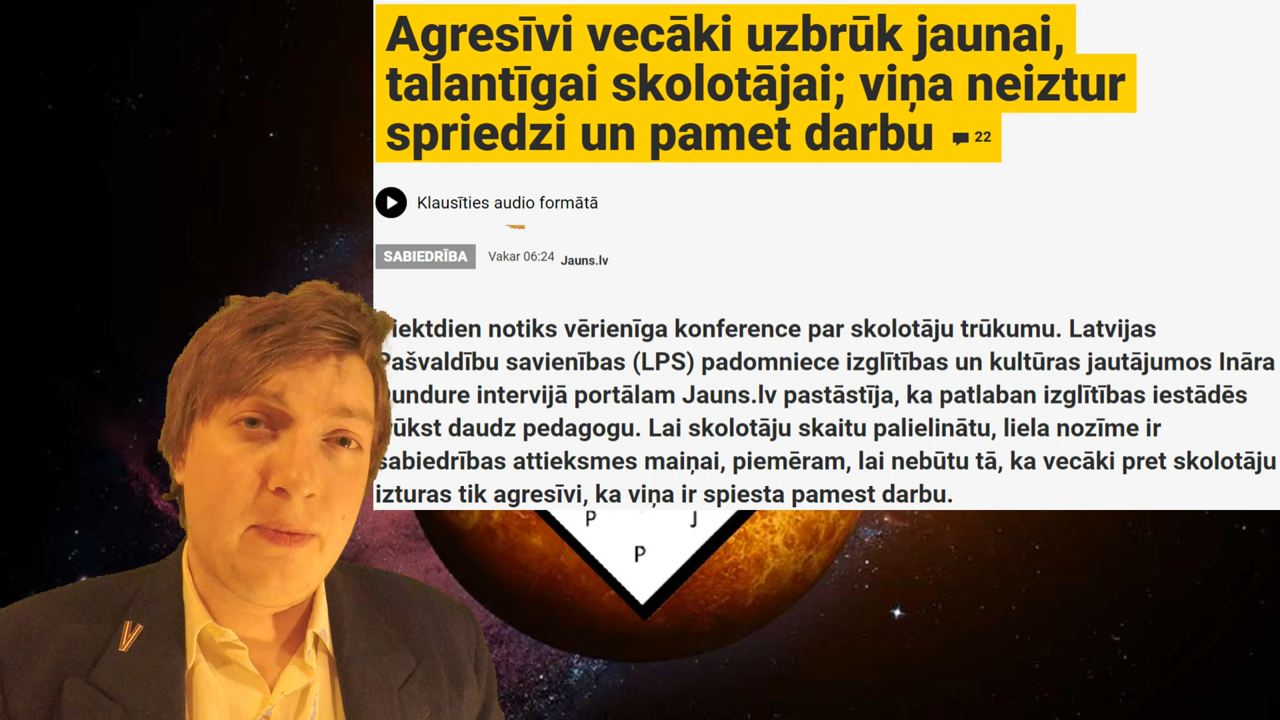 Agresīvi vecāki uzbrūk jaunai,
talantīgai skolotājai; viņa neiztur
spriedzi un pamet darbu 22
Klausīties audio formātā
SABIEDRĪBA Vakar 06:24 Jauns.lv
notiks vērienīga konference par skolotāju trūkumu. Latvijas
Pašvaldību savienības (LPS) padomniece izglītības un kultūras jautājumos Ināra
intervijā portālam Jauns.lv pastāstīja, ka patlaban izglītības iestādēs
daudz pedagogu. Lai skolotāju skaitu palielinātu, liela nozīme ir
sabiedrības attieksmes maiņai, piemēram, lai nebūtu tā, ka vecāki pret skolotāju
izturas tik agresīvi, ka viņa ir spiesta pamest darbu.
P J
P